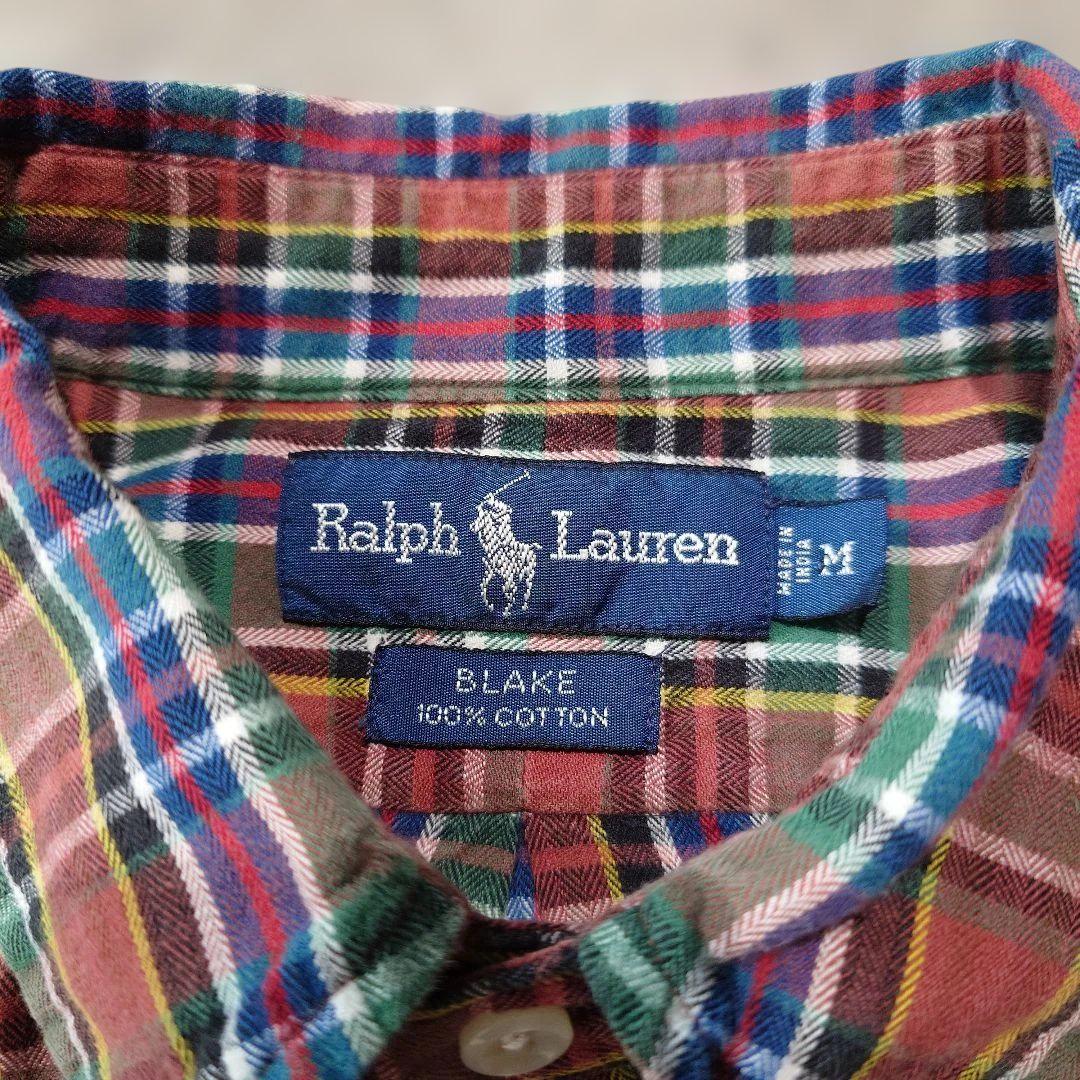 Ralph Lauren
MADE IN
INDIA
M
BLAKE
100% COTTON